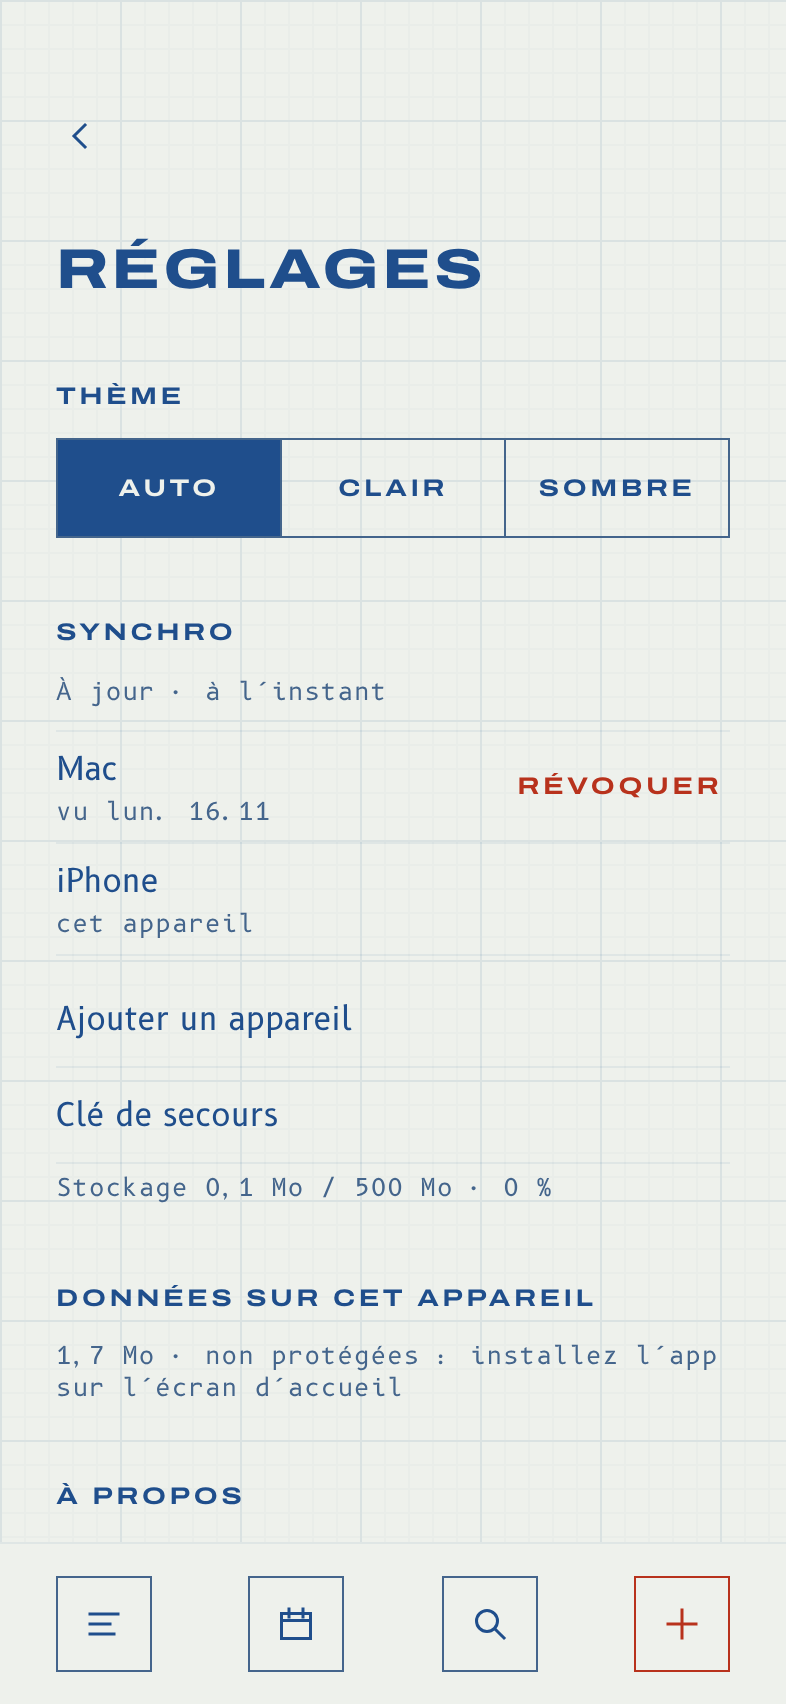 RÉGLAGES
THÈME
AUTO CLAIR SOMBRE
SYNCHRO
À jour · à l´instant
Mac
RÉVOQUER
vu lun. 16.11
iPhone
cet appareil
Ajouter un appareil
Clé de secours
Stockage 0,1 Mo / 500 Mo · 0 %
DONNÉES SUR CET APPAREIL
1,7 Mo · non protégées : installez l´app
sur l´écran d´accueil
À PROPOS